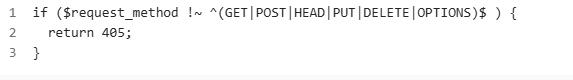 1 if ($request_method !~ ^(GET|POST|HEAD|PUT|DELETE|OPTIONS)$ ) {
2   return 405;
3 }